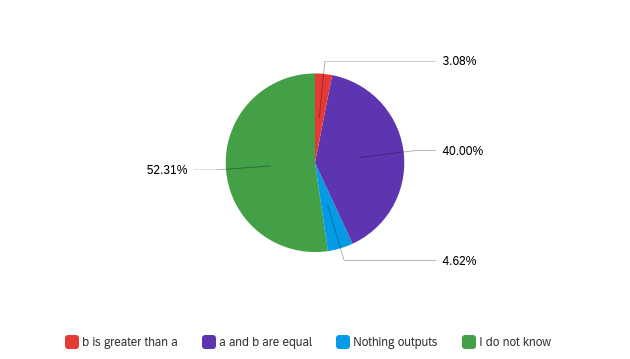 3.08%
40.00%
52.31%
4.62%
b is greater than a a and b are equal Nothing outputs I do not know